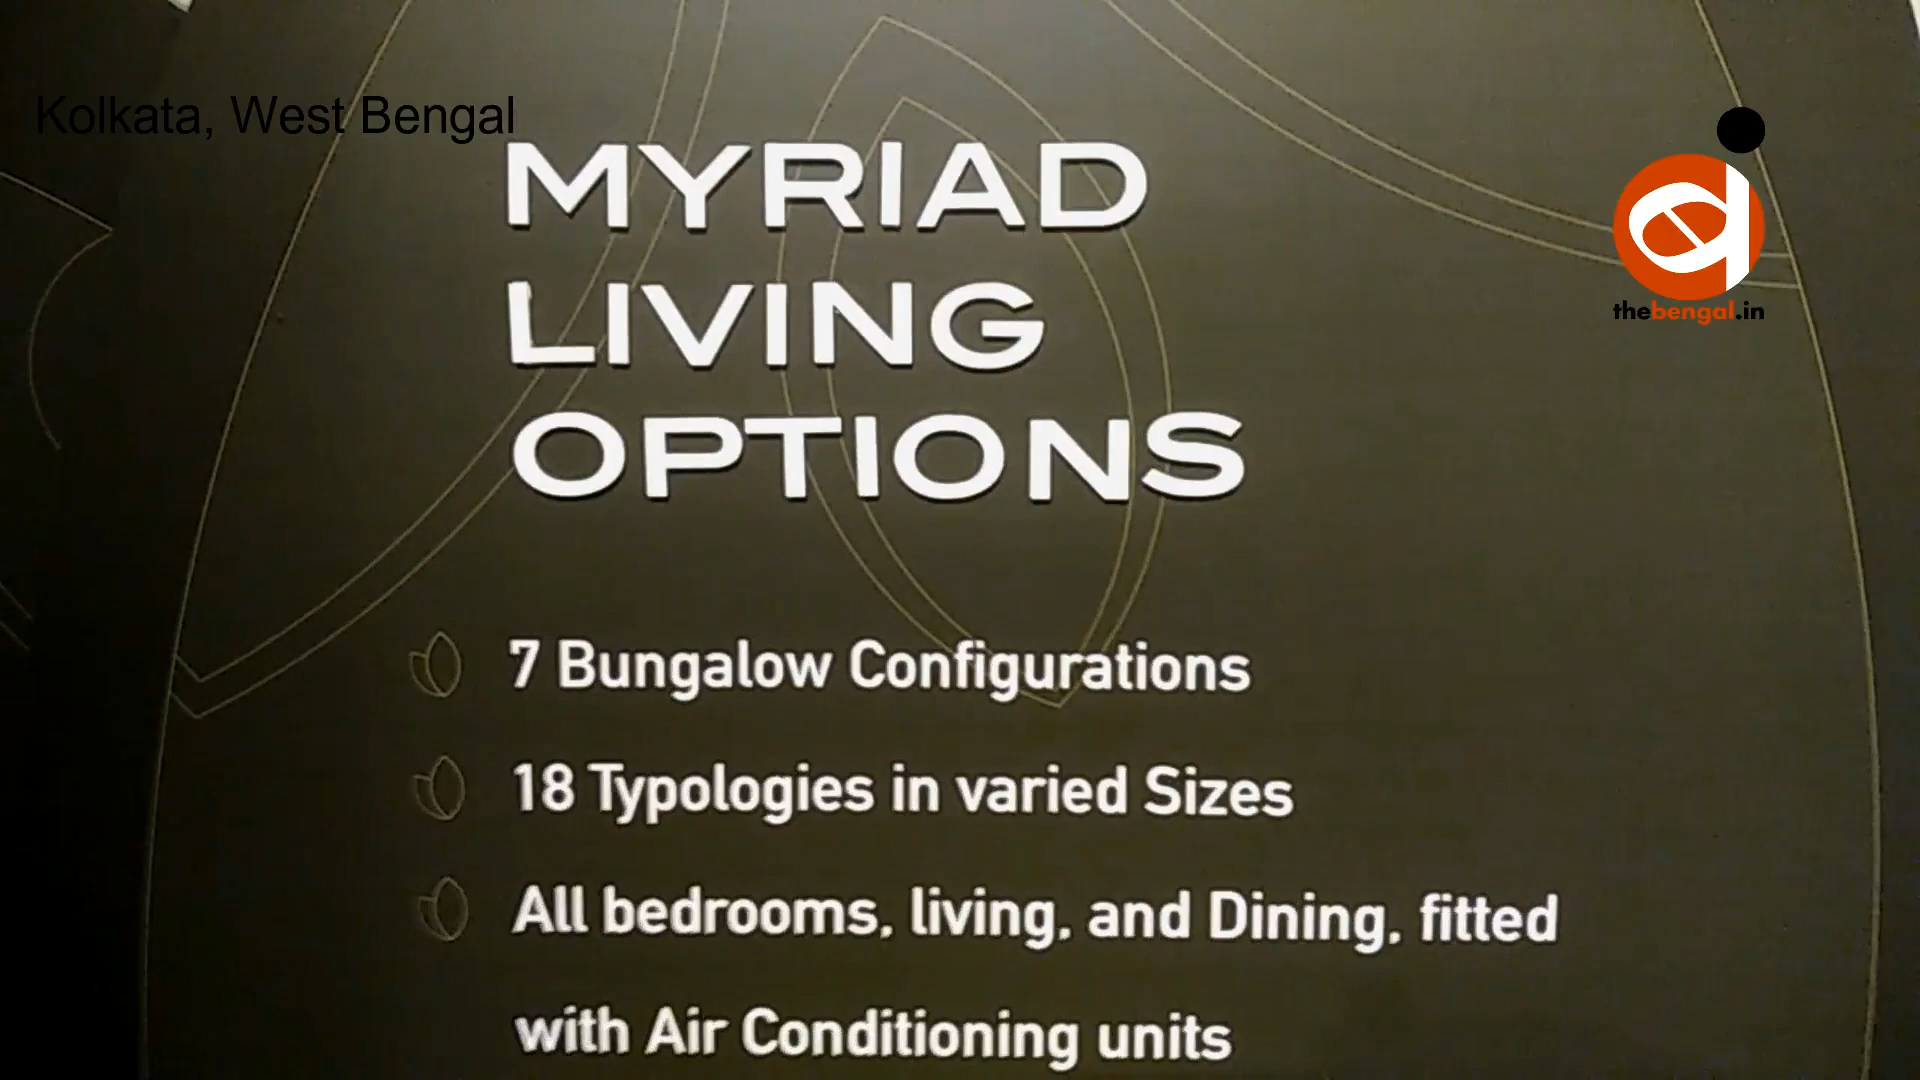 Kolkata, West Bengal
MYRIAD
LIVING
OPTIONS
thebengal.in
7 Bungalow Configurations
18 Typologies in varied Sizes
All bedrooms, living, and Dining, fitted
with Air Conditioning units